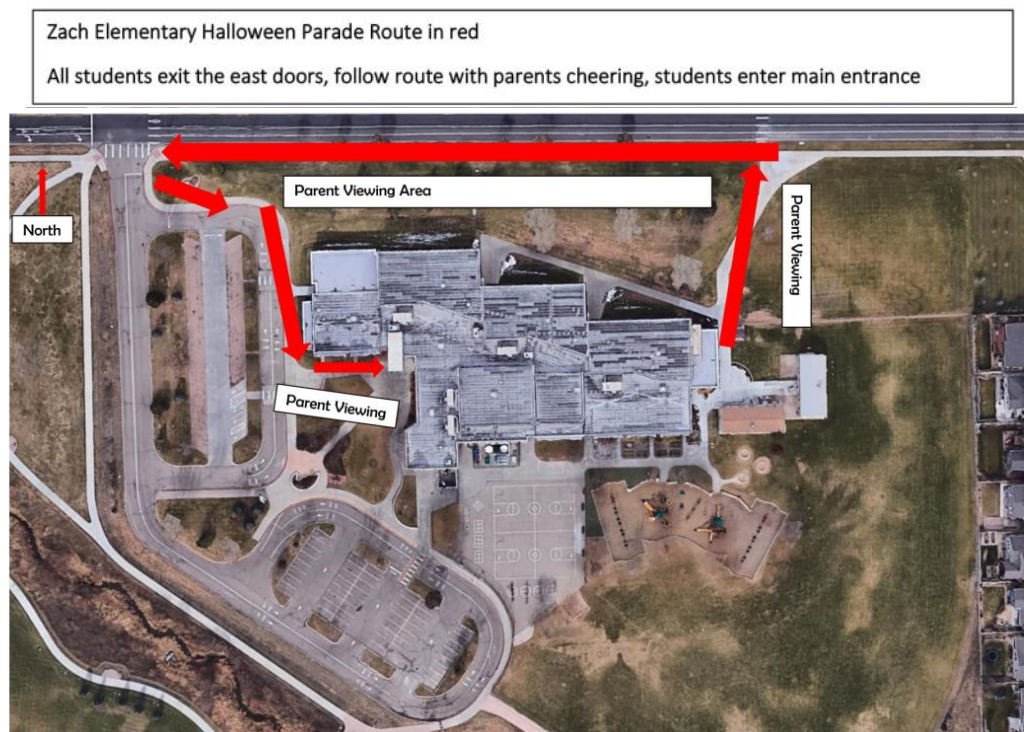 Zach Elementary Halloween Parade Route in red
All students exit the east doors, follow route with parents cheering, students enter main entrance
Parent Viewing Area
North
Parent Viewing
Parent Viewing